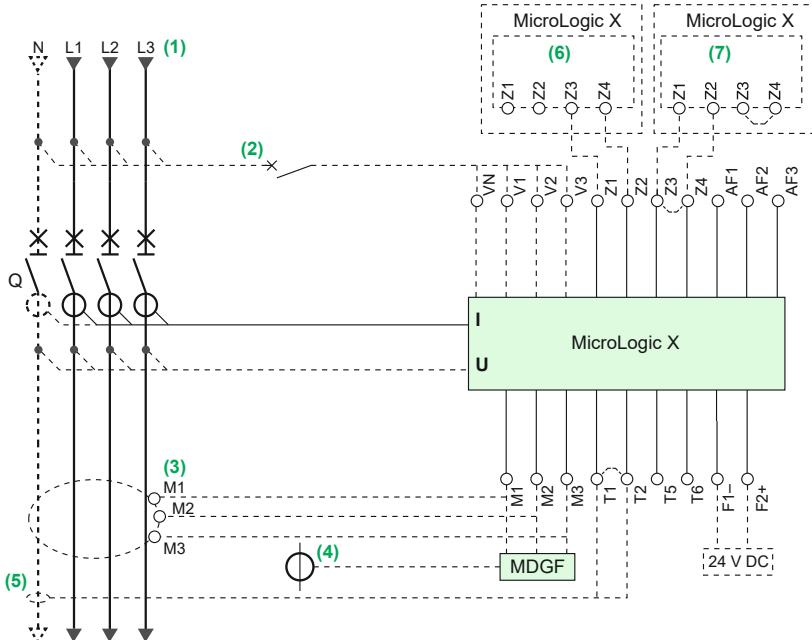 MicroLogic X
MicroLogic X
(6)
(7)
Z1
Z2
Z3
Z4
Z1
Z2
Z3
Z4
N
L1
L2
L3
(1)
(2)
VN
V1
V2
V3
Z1
Z2
Z3
Z4
AF1
AF2
AF3
Q
I
MicroLogic X
U
(3)
M1
M2
M3
M1
M2
M3
T1
T2
T5
T6
F1–
F2+
(4)
MDGF
24 V DC
(5)